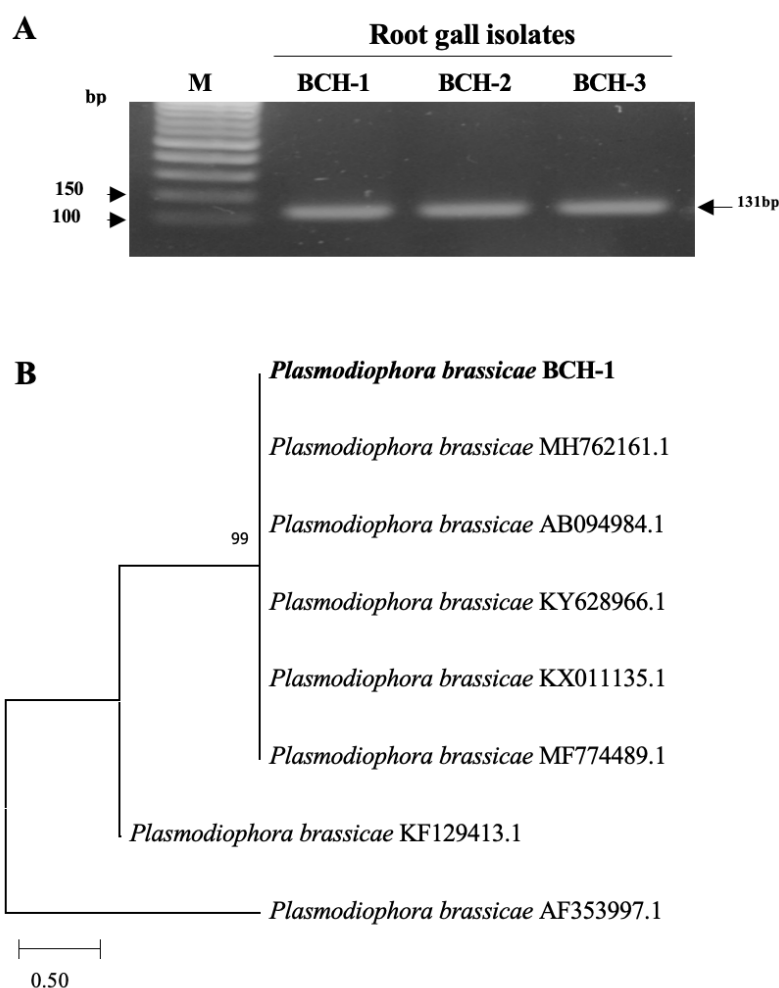 A
Root gall isolates
M BCH-1 BCH-2 BCH-3
bp
150
100
131bp
B
Plasmodiophora brassicae BCH-1
Plasmodiophora brassicae MH762161.1
Plasmodiophora brassicae AB094984.1
99
Plasmodiophora brassicae KY628966.1
Plasmodiophora brassicae KX011135.1
Plasmodiophora brassicae MF774489.1
Plasmodiophora brassicae KF129413.1
Plasmodiophora brassicae AF353997.1
0.50